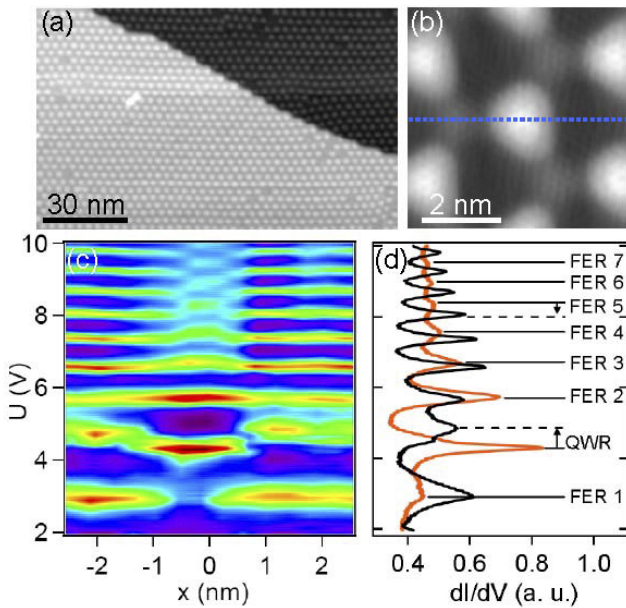 (a)
30 nm
(b)
2 nm
(c)
10
8
6
4
2
U (V)
-2
-1
0
1
2
x (nm)
(d)
FER 7
FER 6
FER 5
FER 4
FER 3
FER 2
QWR
FER 1
0.4
0.6
0.8
1.0
dI/dV (a. u.)